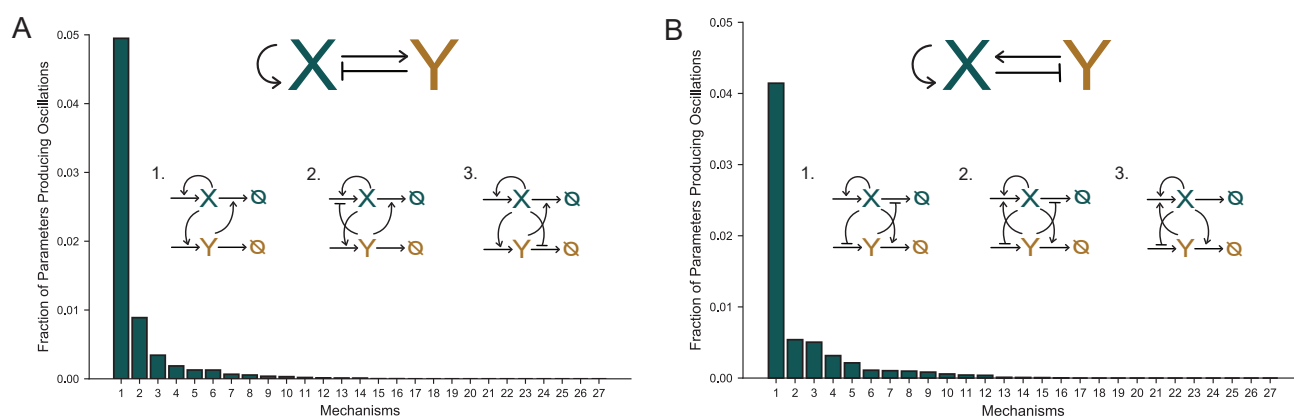 A
Fraction of Parameters Producing Oscillations
0.05
0.04
0.03
0.02
0.01
0.00
X Y
1. 2. 3.
X Ø X Ø X Ø
Y Ø Y Ø Y Ø
1 2 3 4 5 6 7 8 9 10 11 12 13 14 15 16 17 18 19 20 21 22 23 24 25 26 27
Mechanisms
B
Fraction of Parameters Producing Oscillations
0.05
0.04
0.03
0.02
0.01
0.00
X Y
1. 2. 3.
X Ø X Ø X Ø
Y Ø Y Ø Y Ø
1 2 3 4 5 6 7 8 9 10 11 12 13 14 15 16 17 18 19 20 21 22 23 24 25 26 27
Mechanisms